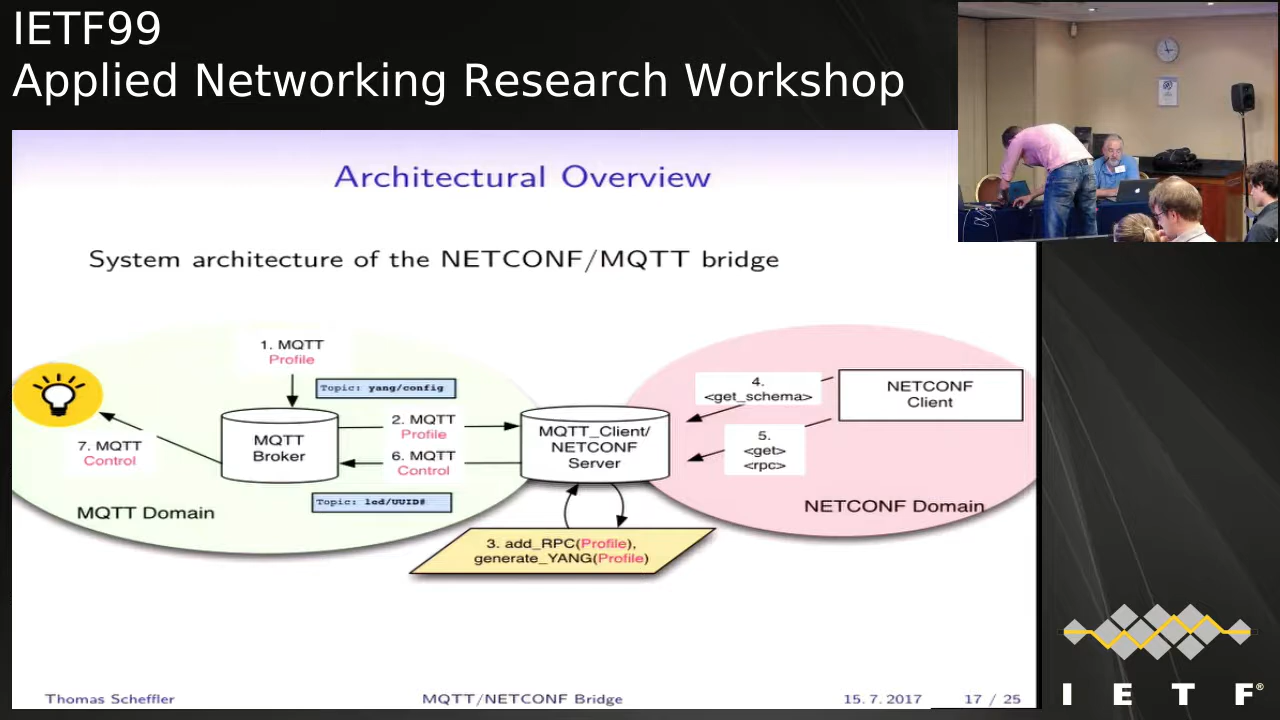 IETF99
Applied Networking Research Workshop
Architectural Overview
System architecture of the NETCONF/MQTT bridge
1. MQTT
Profile
Topic: yang/config
2. MQTT
Profile
6. MQTT
Control
7. MQTT
Control
MQTT
Broker
Topic: led/UUID#
MQTT Domain
MQTT_Client/
NETCONF
Server
3. add_RPC(Profile),
generate_YANG(Profile)
4.
<get_schema>
5.
<get>
<rpc>
NETCONF
Client
NETCONF Domain
Thomas Scheffler
MQTT/NETCONF Bridge
15. 7. 2017
17 / 25
I E T F®